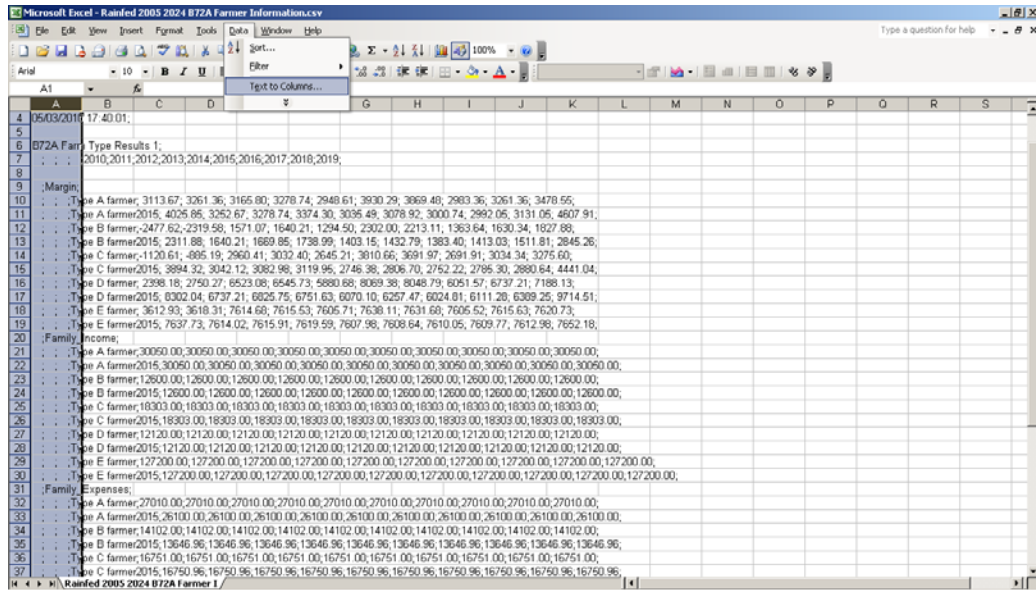 Microsoft Excel - Rainfed 2005 2024 B72A Farmer Information.csv
File Edit View Insert Format Tools Data Window Help
Type a question for help
Sort...
100%
Arial
10
B I U
Filter
A1
fx
Text to Columns...
A B C D G H I J K L M N O P Q R S
4 05/03/2010 17:40:01;
5
6 B72A Farm Type Results 1;
7 ; ; ; 2010;2011;2012;2013;2014;2015;2016;2017;2018;2019;
8
9 ;Margin;
10 ; ; ;Type A farmer; 3113.67; 3261.36; 3165.80; 3278.74; 2948.61; 3930.29; 3869.48; 2983.36; 3261.36; 3478.55;
11 ; ; ;Type A farmer2015; 4025.85; 3252.67; 3278.74; 3374.30; 3035.49; 3078.92; 3000.74; 2992.05; 3131.05; 4607.91;
12 ; ; ;Type B farmer;-2477.62;-2319.58; 1571.07; 1640.21; 1294.50; 2302.00; 2213.11; 1363.64; 1630.34; 1827.88;
13 ; ; ;Type B farmer2015; 2311.88; 1640.21; 1669.85; 1738.99; 1403.15; 1432.79; 1383.40; 1413.03; 1511.81; 2845.26;
14 ; ; ;Type C farmer;-1120.61; -885.19; 2960.41; 3032.40; 2645.21; 3810.66; 3691.97; 2691.91; 3034.34; 3275.60;
15 ; ; ;Type C farmer2015; 3894.32; 3042.12; 3082.98; 3119.95; 2746.38; 2806.70; 2752.22; 2785.30; 2880.64; 4441.04;
16 ; ; ;Type D farmer; 2398.18; 2750.27; 6523.08; 6545.73; 5880.68; 8069.38; 8048.79; 6051.57; 6737.21; 7188.13;
17 ; ; ;Type D farmer2015; 8302.04; 6737.21; 6825.75; 6751.63; 6070.10; 6257.47; 6024.81; 6111.28; 6389.25; 9714.51;
18 ; ; ;Type E farmer; 3612.93; 3618.31; 7614.68; 7615.53; 7605.71; 7638.11; 7631.68; 7605.52; 7615.63; 7620.73;
19 ; ; ;Type E farmer2015; 7637.73; 7614.02; 7615.91; 7619.59; 7607.98; 7608.64; 7610.05; 7609.77; 7612.98; 7652.18;
20 ;Family_Income;
21 ; ; ;Type A farmer;30050.00;30050.00;30050.00;30050.00;30050.00;30050.00;30050.00;30050.00;30050.00;30050.00;
22 ; ; ;Type A farmer2015;30050.00;30050.00;30050.00;30050.00;30050.00;30050.00;30050.00;30050.00;30050.00;30050.00;
23 ; ; ;Type B farmer;12600.00;12600.00;12600.00;12600.00;12600.00;12600.00;12600.00;12600.00;12600.00;12600.00;
24 ; ; ;Type B farmer2015;12600.00;12600.00;12600.00;12600.00;12600.00;12600.00;12600.00;12600.00;12600.00;12600.00;
25 ; ; ;Type C farmer;18303.00;18303.00;18303.00;18303.00;18303.00;18303.00;18303.00;18303.00;18303.00;18303.00;
26 ; ; ;Type C farmer2015;18303.00;18303.00;18303.00;18303.00;18303.00;18303.00;18303.00;18303.00;18303.00;18303.00;
27 ; ; ;Type D farmer;12120.00;12120.00;12120.00;12120.00;12120.00;12120.00;12120.00;12120.00;12120.00;12120.00;
28 ; ; ;Type D farmer2015;12120.00;12120.00;12120.00;12120.00;12120.00;12120.00;12120.00;12120.00;12120.00;12120.00;
29 ; ; ;Type E farmer;127200.00;127200.00;127200.00;127200.00;127200.00;127200.00;127200.00;127200.00;127200.00;127200.00;
30 ; ; ;Type E farmer2015;127200.00;127200.00;127200.00;127200.00;127200.00;127200.00;127200.00;127200.00;127200.00;127200.00;
31 ;Family_Expenses;
32 ; ; ;Type A farmer;27010.00;27010.00;27010.00;27010.00;27010.00;27010.00;27010.00;27010.00;27010.00;27010.00;
33 ; ; ;Type A farmer2015;26100.00;26100.00;26100.00;26100.00;26100.00;26100.00;26100.00;26100.00;26100.00;26100.00;
34 ; ; ;Type B farmer;14102.00;14102.00;14102.00;14102.00;14102.00;14102.00;14102.00;14102.00;14102.00;14102.00;
35 ; ; ;Type B farmer2015;13646.96;13646.96;13646.96;13646.96;13646.96;13646.96;13646.96;13646.96;13646.96;13646.96;
36 ; ; ;Type C farmer;16751.00;16751.00;16751.00;16751.00;16751.00;16751.00;16751.00;16751.00;16751.00;16751.00;
37 ; ; ;Type C farmer2015;16750.96;16750.96;16750.96;16750.96;16750.96;16750.96;16750.96;16750.96;16750.96;16750.96;
Rainfed 2005 2024 B72A Farmer I